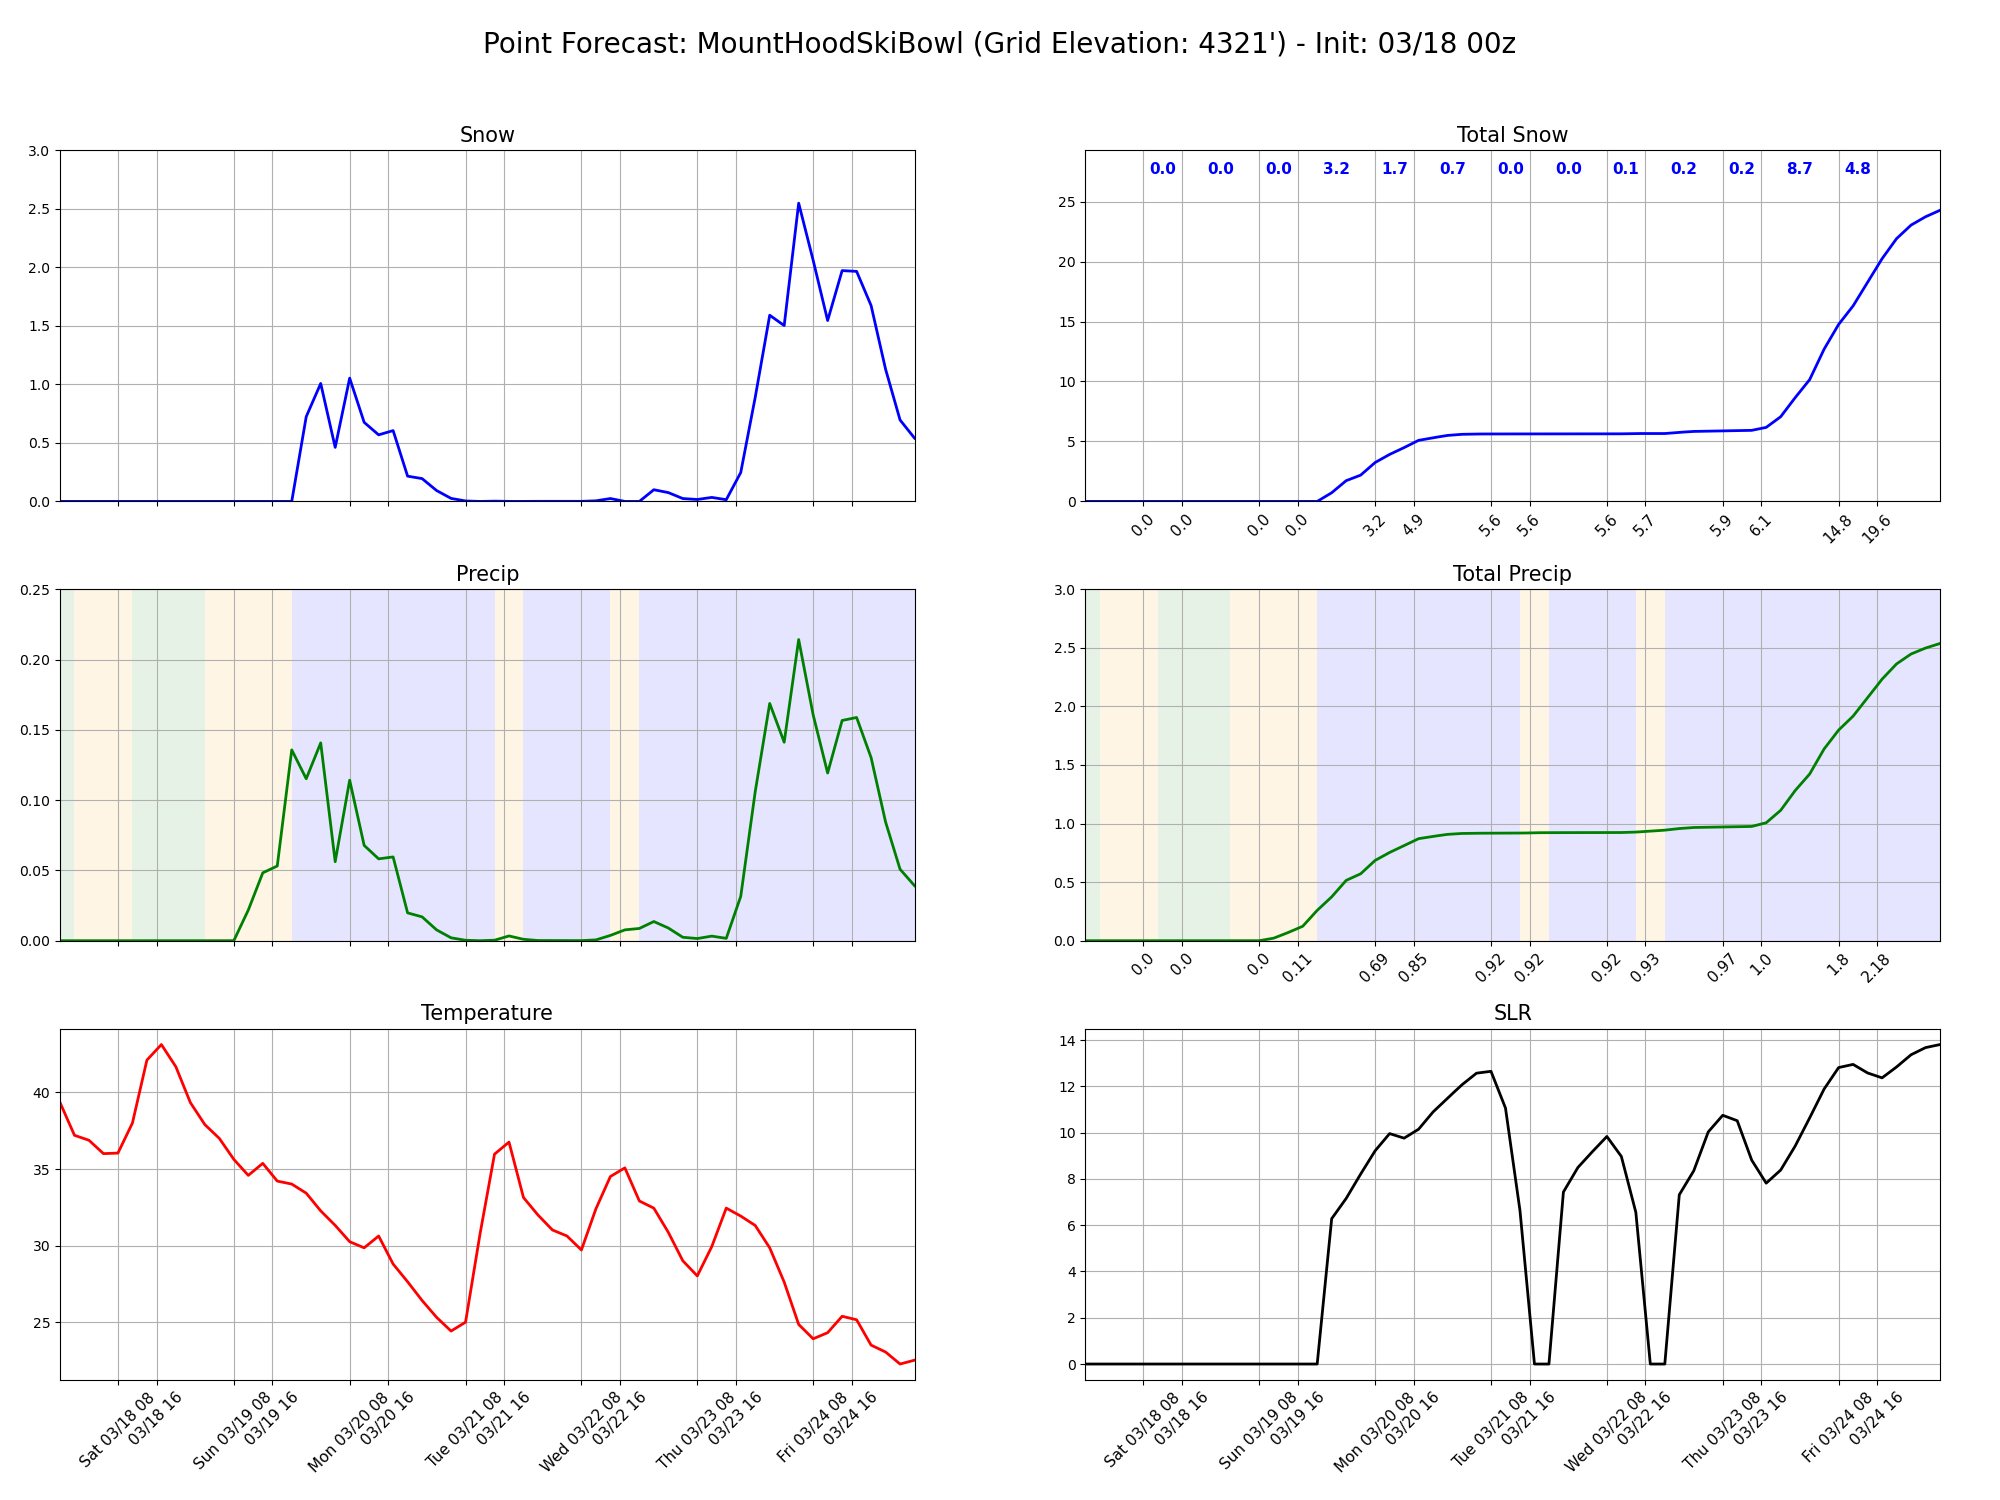 Point Forecast: MountHoodSkiBowl (Grid Elevation: 4321') - Init: 03/18 00z
Snow
3.0
2.5
2.0
1.5
1.0
0.5
0.0
Total Snow
0.0 0.0 0.0 3.2 1.7 0.7 0.0 0.0 0.1 0.2 0.2 8.7 4.8
25
20
15
10
5
0
0.0 0.0 0.0 0.0 3.2 4.9 5.6 5.6 5.6 5.7 5.9 6.1 14.8 19.6
Precip
0.25
0.20
0.15
0.10
0.05
0.00
Total Precip
3.0
2.5
2.0
1.5
1.0
0.5
0.0
0.0 0.0 0.0 0.11 0.69 0.85 0.92 0.92 0.92 0.93 0.97 1.0 1.8 2.18
Temperature
40
35
30
25
Sat 03/18 08
03/18 16
Sun 03/19 08
03/19 16
Mon 03/20 08
03/20 16
Tue 03/21 08
03/21 16
Wed 03/22 08
03/22 16
Thu 03/23 08
03/23 16
Fri 03/24 08
03/24 16
SLR
14
12
10
8
6
4
2
0
Sat 03/18 08
03/18 16
Sun 03/19 08
03/19 16
Mon 03/20 08
03/20 16
Tue 03/21 08
03/21 16
Wed 03/22 08
03/22 16
Thu 03/23 08
03/23 16
Fri 03/24 08
03/24 16